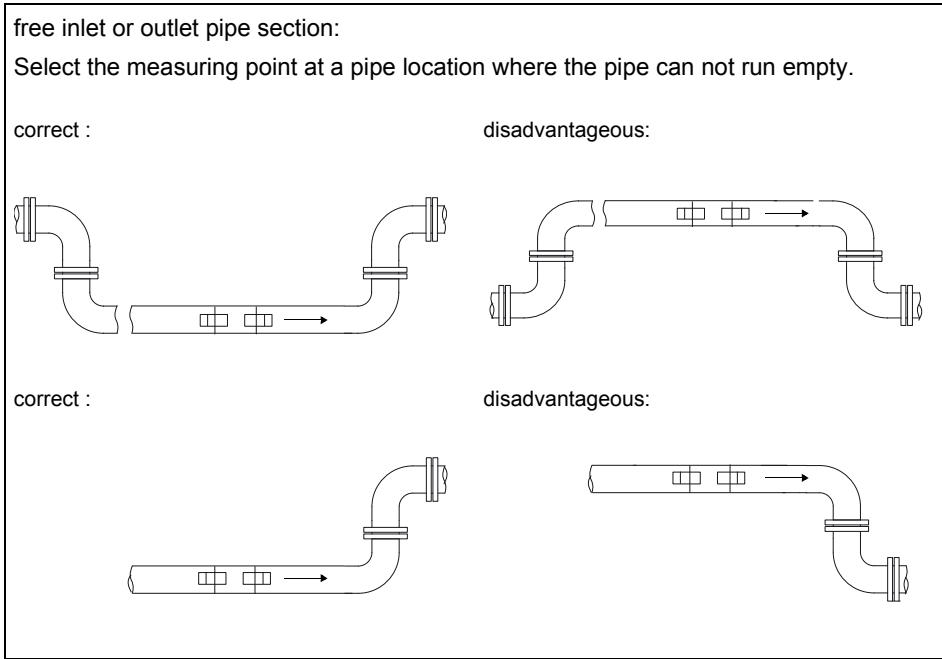 free inlet or outlet pipe section:
Select the measuring point at a pipe location where the pipe can not run empty.
correct :
disadvantageous:
correct :
disadvantageous: